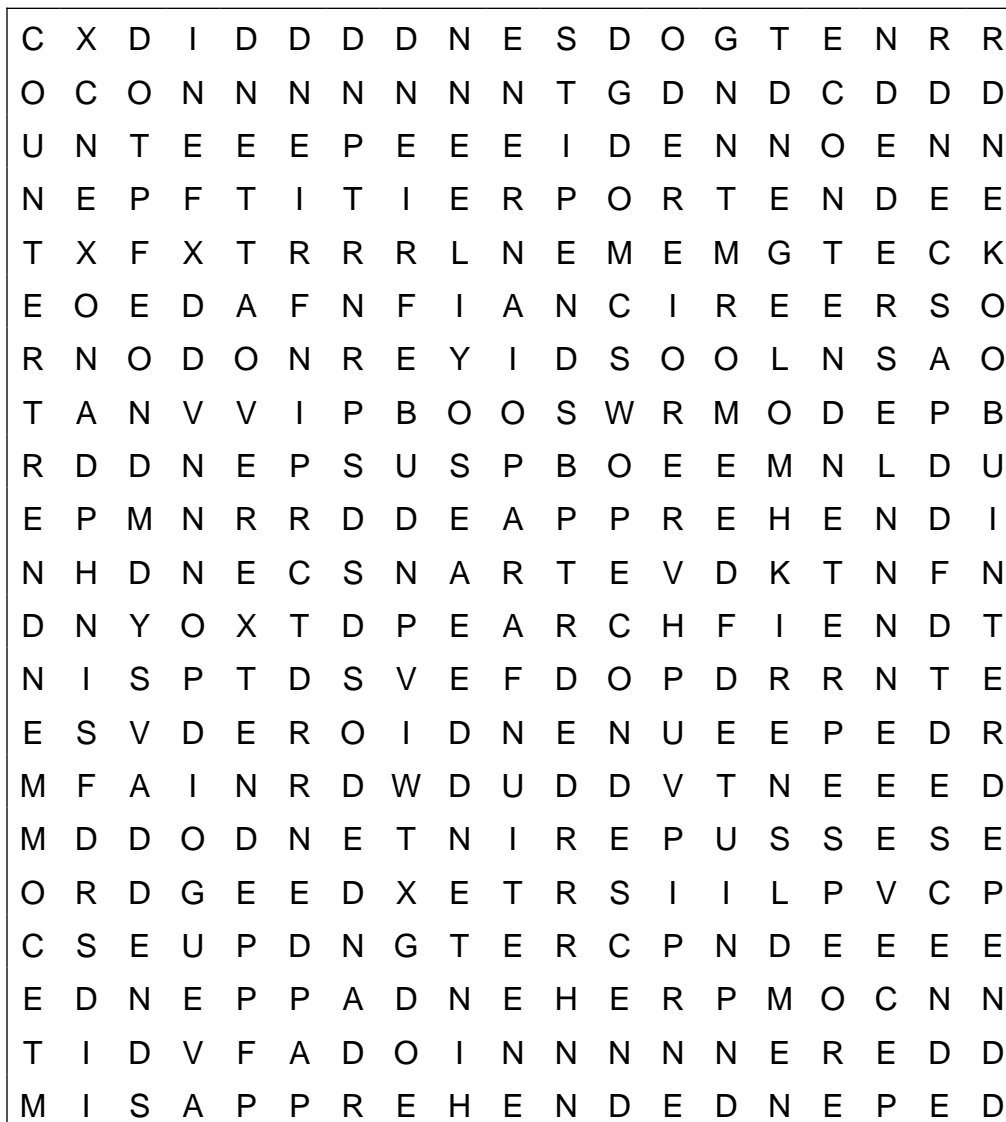 C X D I D D D D N E S D O G T E N R R
O C O N N N N N N N T G D N D C D D D
U N T E E E P E E E I D E N N O E N N
N E P F T I T I E R P O R T E N D E E
T X F X T R R R L N E M E M G T E C K
E O E D A F N F I A N C I R E E R S O
R N O D O N R E Y I D S O O L N S A O
T A N V V I P B O O S W R M O D E P B
R D D N E P S U S P B O E E M N L D U
E P M N R R D D E A P P R E H E N D I
N H D N E C S N A R T E V D K T N F N
D N Y O X T D P E A R C H F I E N D T
N I S P T D S V E F D O P D R R N T E
E S V D E R O I D N E N U E E P E D R
M F A I N R D W D U D D V T N E E E D
M D D O D N E T N I R E P U S S E S E
O R D G E E D X E T R S I I L P V C P
C S E U P D N G T E R C P N D E E E E
E D N E P P A D N E H E R P M O C N N
T I D V F A D O I N N N N N E R E D D
M I S A P P R E H E N D E D N E P E D